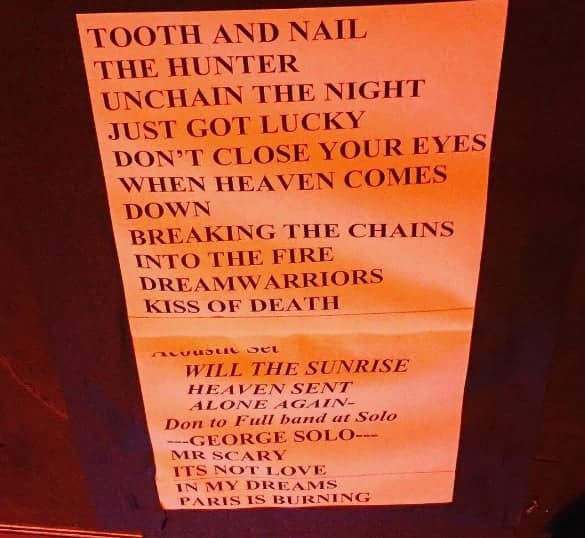 TOOTH AND NAIL
THE HUNTER
UNCHAIN THE NIGHT
JUST GOT LUCKY
DON'T CLOSE YOUR EYES
WHEN HEAVEN COMES
DOWN
BREAKING THE CHAINS
INTO THE FIRE
DREAMWARRIORS
KISS OF DEATH
Acoustic Set
WILL THE SUNRISE
HEAVEN SENT
ALONE AGAIN-
Don to Full band at Solo
---GEORGE SOLO---
MR SCARY
ITS NOT LOVE
IN MY DREAMS
PARIS IS BURNING